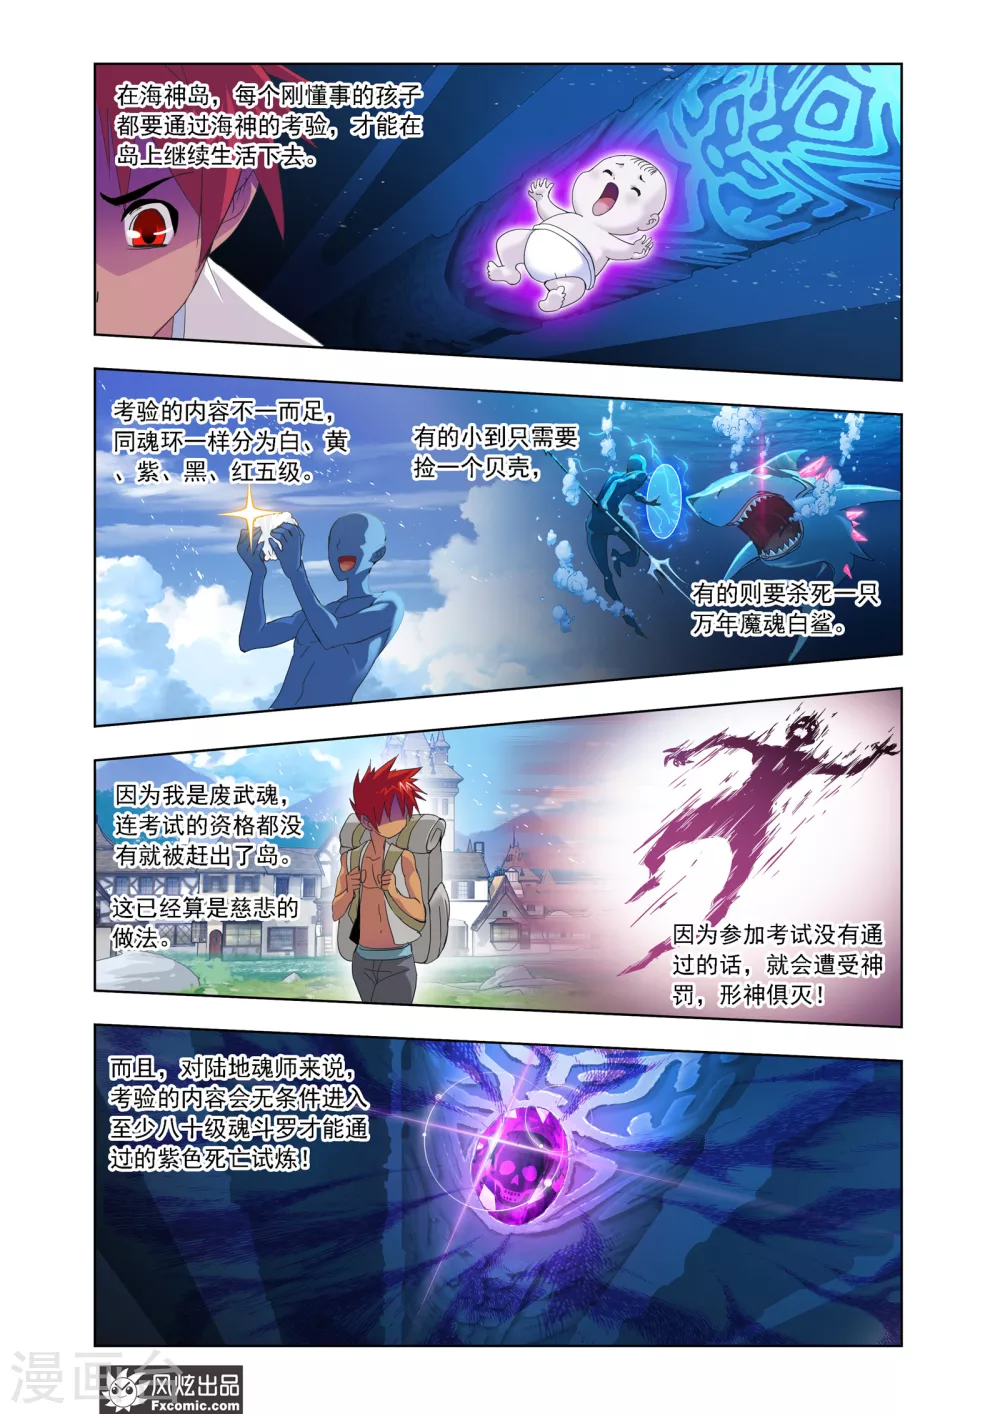 在海神岛，每个刚懂事的孩子
都要通过海神的考验，才能在
岛上继续生活下去。
考验的内容不一而足，
同魂环一样分为白、黄
、紫、黑、红五级。
有的小到只需要
捡一个贝壳，
有的则要杀死一只
万年魔魂白鲨。
因为我是废武魂，
连考试的资格都没
有就被赶出了岛。
这已经算是慈悲的
做法。
因为参加考试没有通
过的话，就会遭受神
罚，形神俱灭！
而且，对陆地魂师来说，
考验的内容会无条件进入
至少八十级魂斗罗才能通
过的紫色死亡试炼！
漫画台
风炫出品
Fxcomic.com